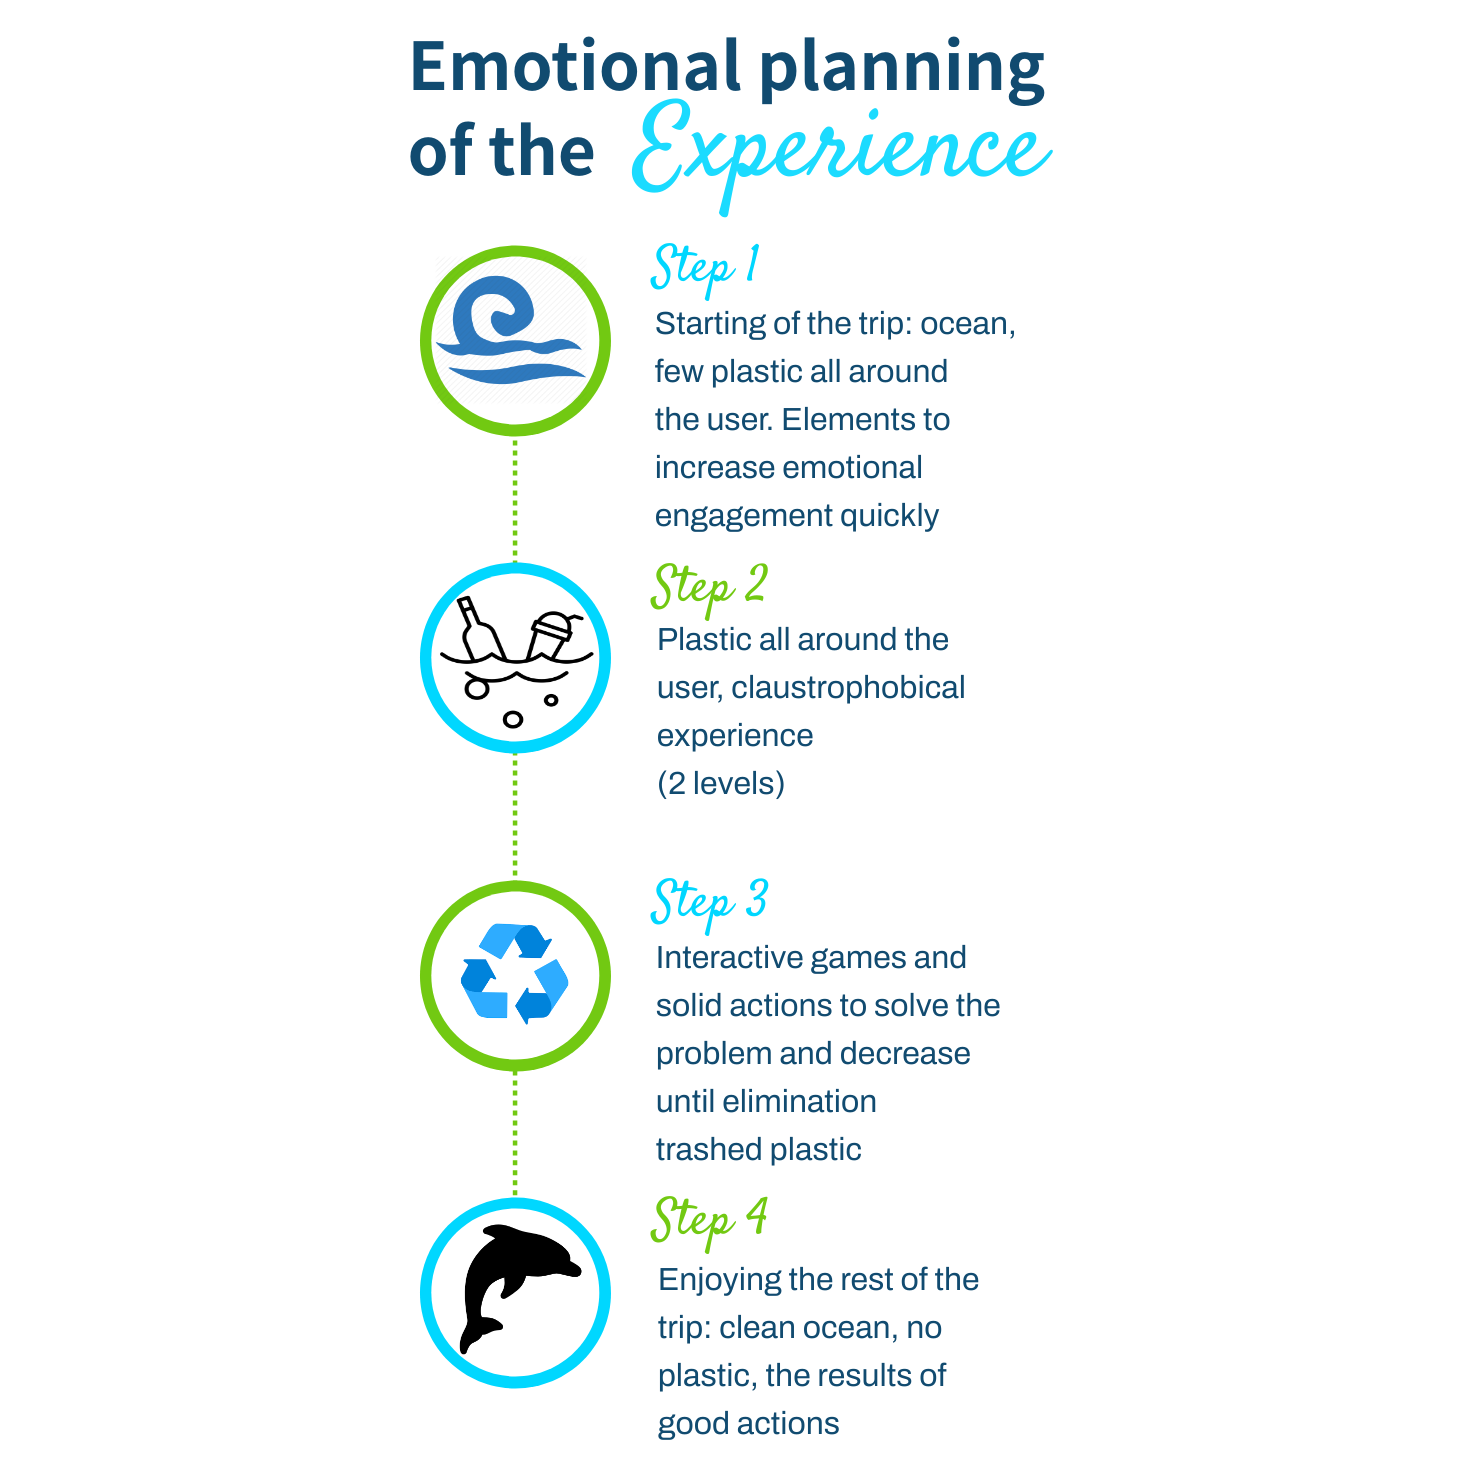 Emotional planning
of the Experience
Step 1
Starting of the trip: ocean,
few plastic all around
the user. Elements to
increase emotional
engagement quickly
Step 2
Plastic all around the
user, claustrophobical
experience
(2 levels)
Step 3
Interactive games and
solid actions to solve the
problem and decrease
until elimination
trashed plastic
Step 4
Enjoying the rest of the
trip: clean ocean, no
plastic, the results of
good actions